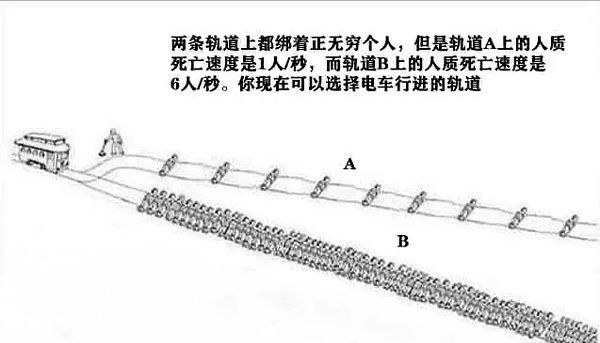 两条轨道上都绑着正无穷个人，但是轨道A上的人质
死亡速度是1人/秒，而轨道B上的人质死亡速度是
6人/秒。你现在可以选择电车行进的轨道
A
B